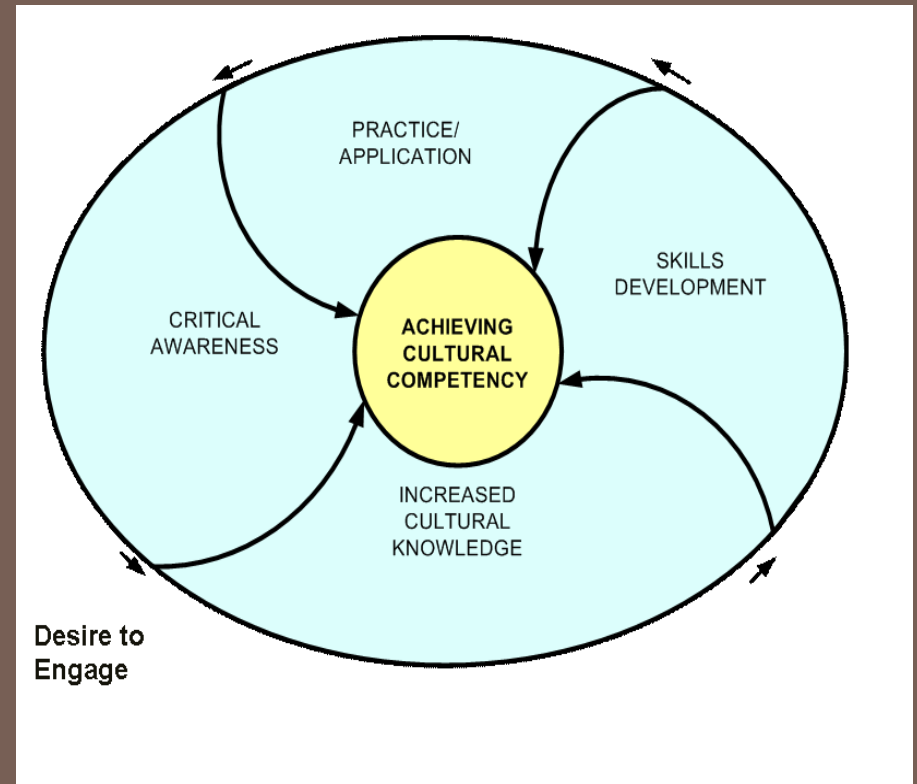 PRACTICE/
APPLICATION
SKILLS
DEVELOPMENT
CRITICAL
AWARENESS
ACHIEVING
CULTURAL
COMPETENCY
INCREASED
CULTURAL
KNOWLEDGE
Desire to
Engage